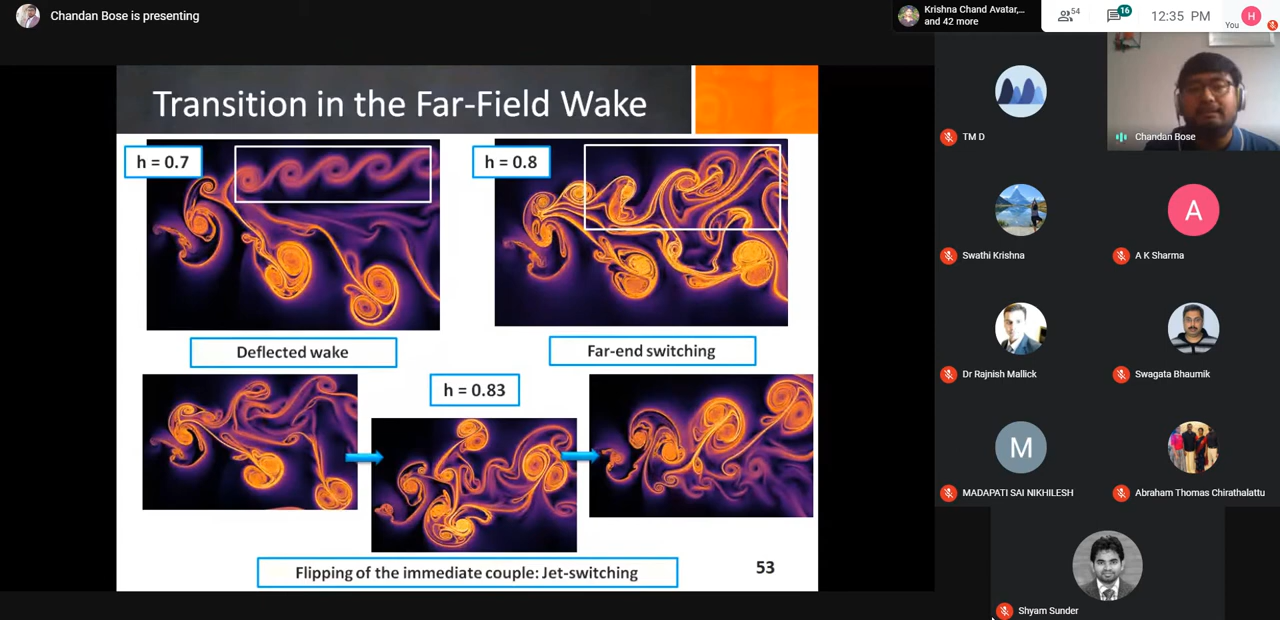 Chandan Bose is presenting
Krishna Chand Avatar,...
and 42 more
54
16
12:35 PM
You
H
Transition in the Far-Field Wake
h = 0.7
h = 0.8
Deflected wake
Far-end switching
h = 0.83
Flipping of the immediate couple: Jet-switching
53
TM D
Chandan Bose
Swathi Krishna
A
A K Sharma
Dr Rajnish Mallick
Swagata Bhaumik
M
MADAPATI SAI NIKHILESH
Abraham Thomas Chirathalattu
Shyam Sunder